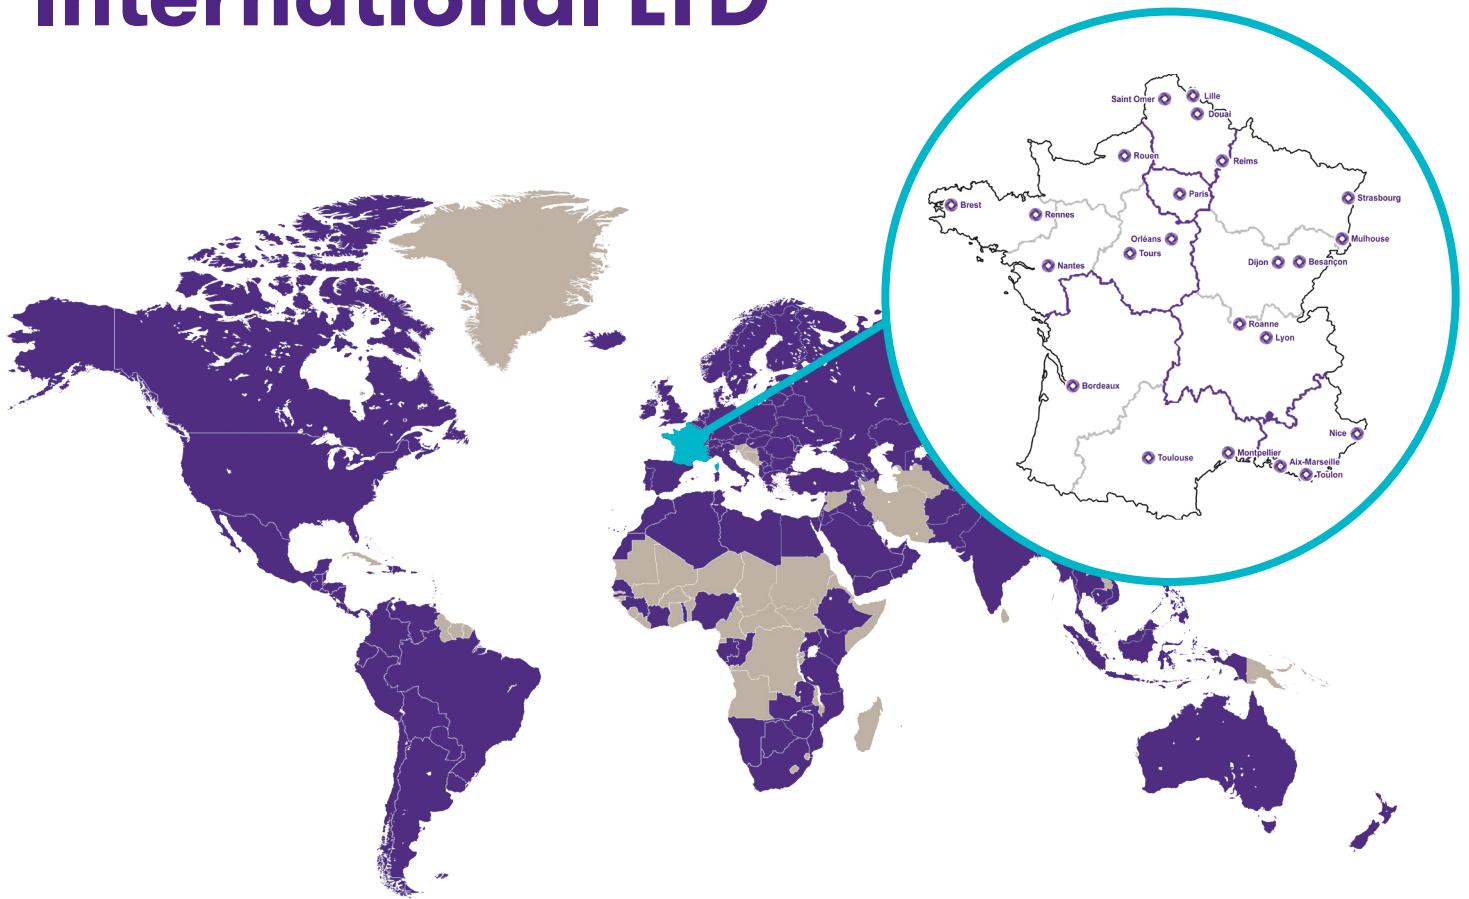 International LTD
Saint Omer
Lille
Douai
Rouen
Reims
Paris
Strasbourg
Brest
Rennes
Orléans
Mulhouse
Tours
Nantes
Dijon
Besançon
Roanne
Lyon
Bordeaux
Nice
Toulouse
Montpellier
Aix-Marseille
Toulon